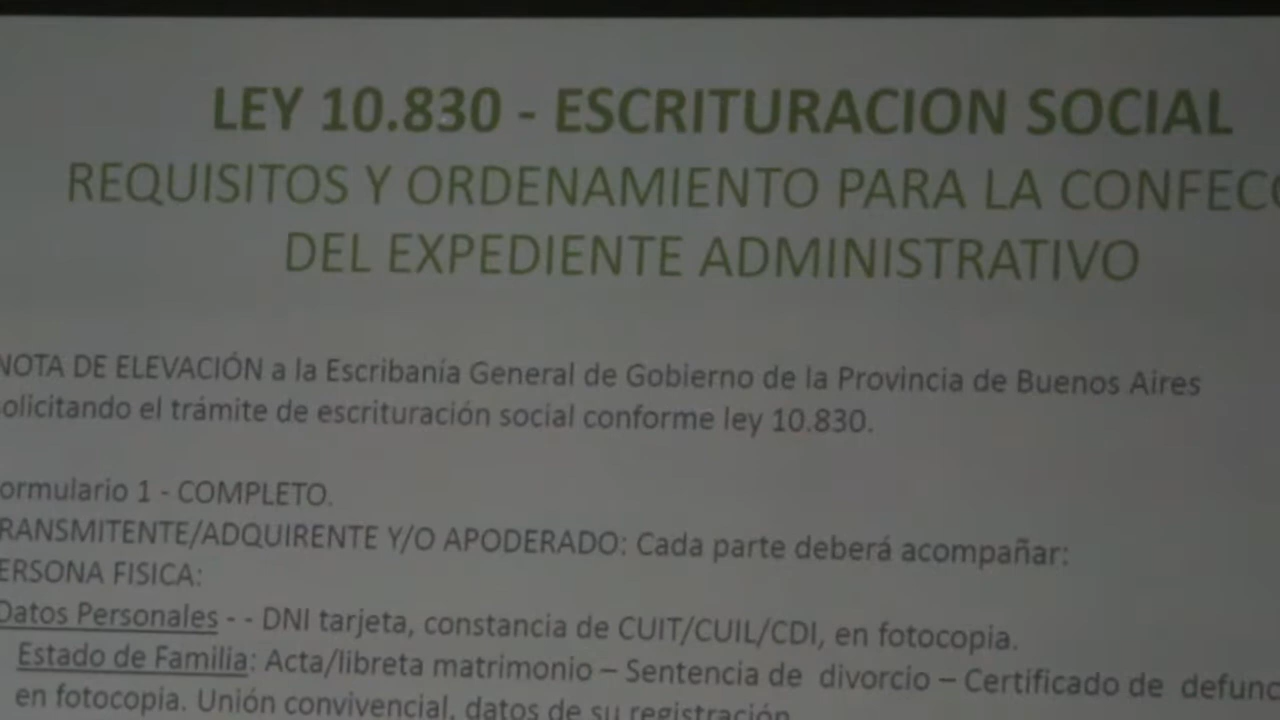 LEY 10.830 - ESCRITURACION SOCIAL
REQUISITOS Y ORDENAMIENTO PARA LA CONFECC
DEL EXPEDIENTE ADMINISTRATIVO
NOTA DE ELEVACIÓN a la Escribanía General de Gobierno de la Provincia de Buenos Aires
olicitando el trámite de escrituración social conforme ley 10.830.
ormulario 1 - COMPLETO.
RANSMITENTE/ADQUIRENTE Y/O APODERADO: Cada parte deberá acompañar:
ERSONA FISICA:
Datos Personales - - DNI tarjeta, constancia de CUIT/CUIL/CDI, en fotocopia.
Estado de Familia: Acta/libreta matrimonio – Sentencia de divorcio – Certificado de defunc
en fotocopia. Unión convivencial, datos de su registración